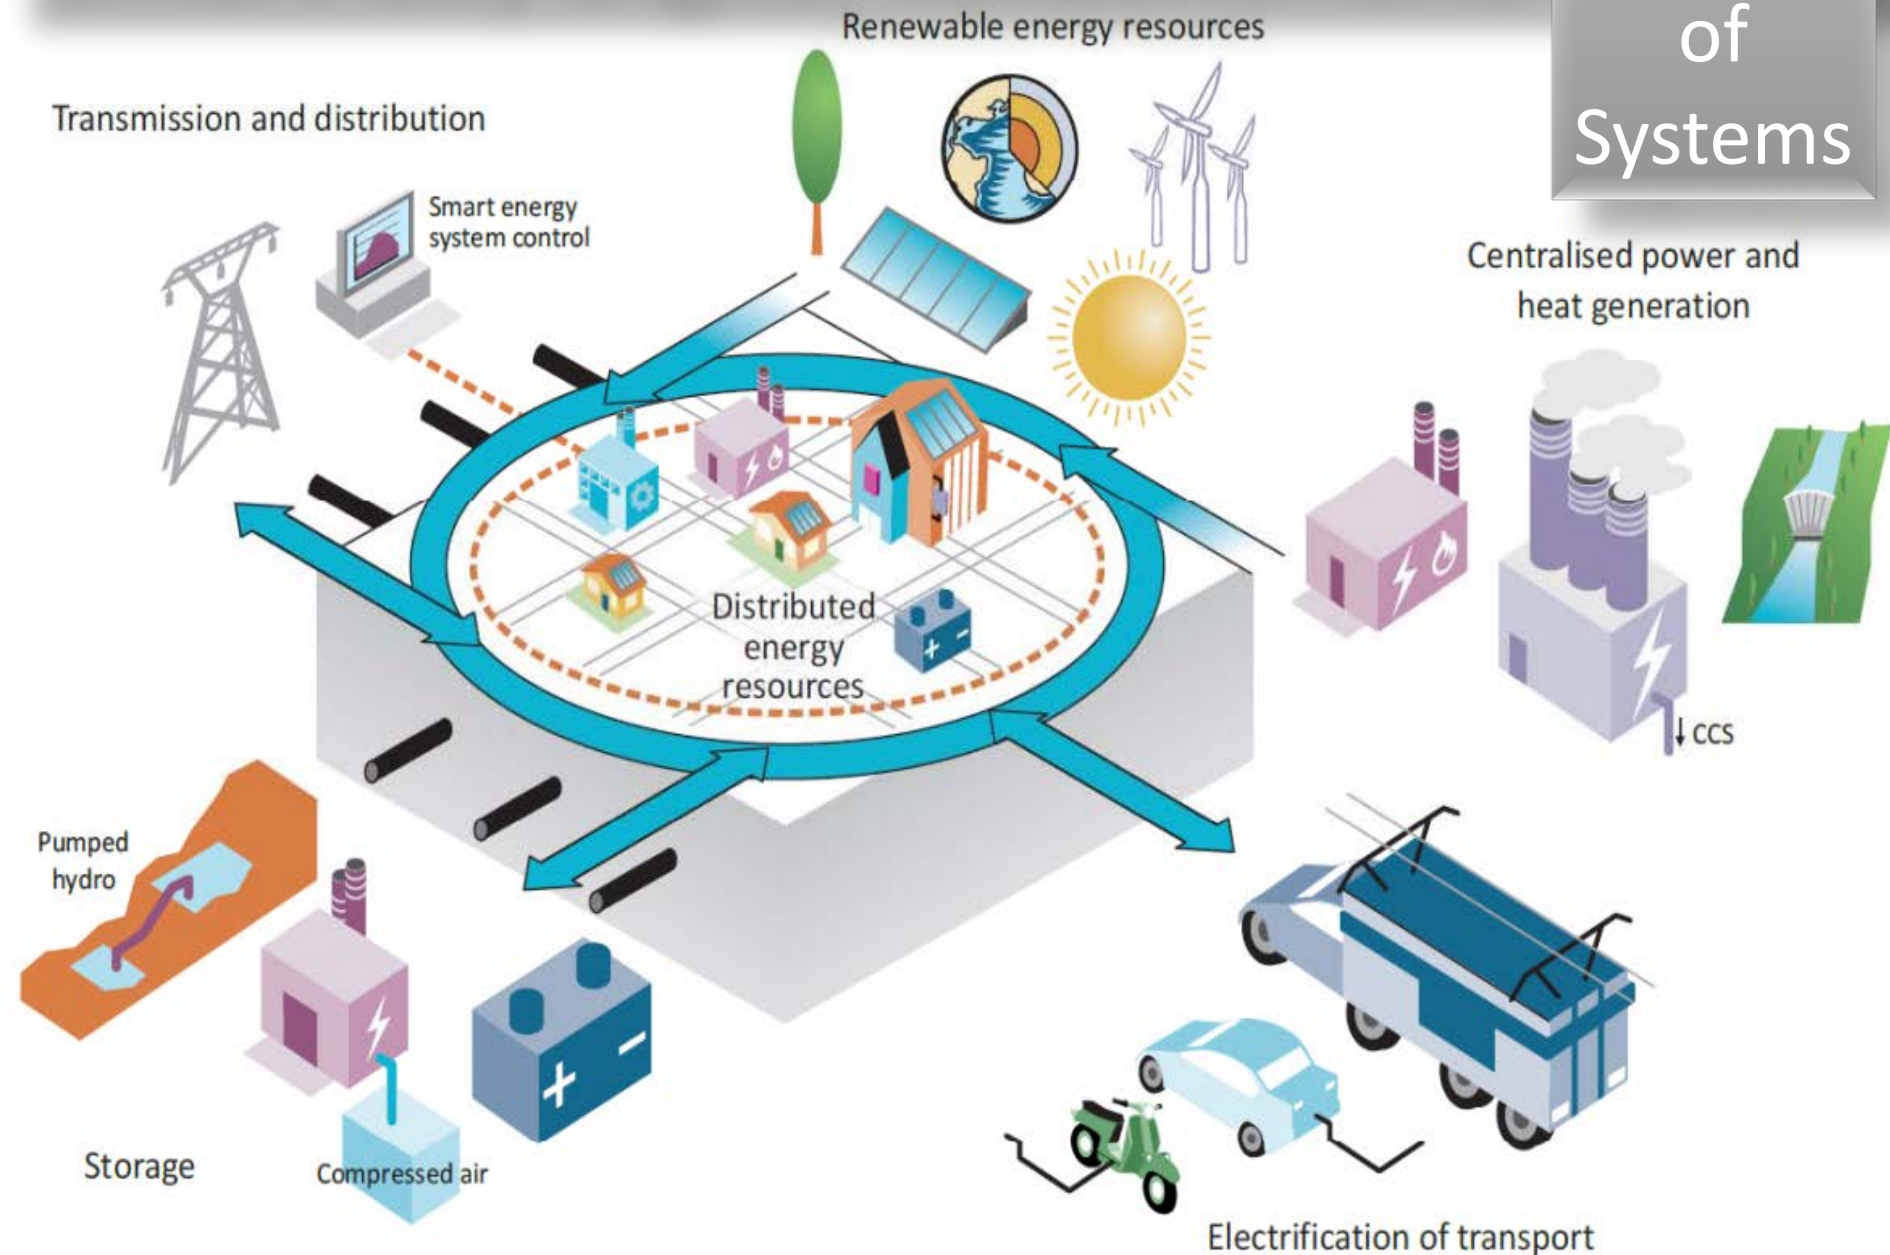 of
Systems
Renewable energy resources
Transmission and distribution
Smart energy
system control
Centralised power and
heat generation
Distributed
energy
resources
+
-
CCS
Pumped
hydro
+
-
Storage
Compressed air
Electrification of transport